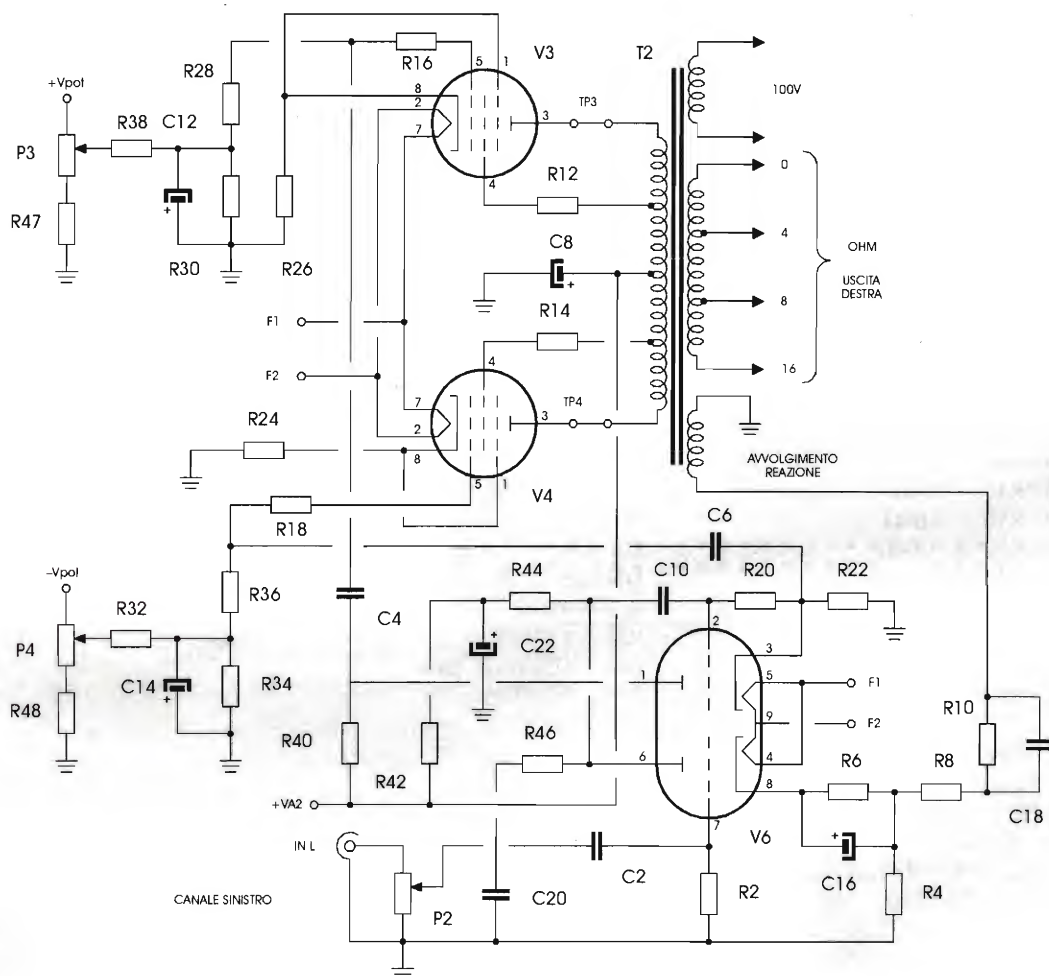 R16
5
1
V3
T2
100V
+Vpot
R28
8
2
7
3
TP3
0
R38
C12
P3
4
R12
R47
4
C8
+
OHM
USCITA
DESTRA
+
R30
R26
R14
8
F1
4
F2
16
7
2
8
3
TP4
R24
5
1
V4
AVVOLGIMENTO
REAZIONE
R18
C6
–Vpot
R36
C4
R44
C10
R20
R22
R32
+
C22
2
3
P4
C14
+
R34
1
5
F1
9
F2
R48
R40
R42
R46
6
4
R10
R6
R8
8
C18
+VA2
7
V6
+
IN L
C2
C16
CANALE SINISTRO
P2
C20
R2
R4